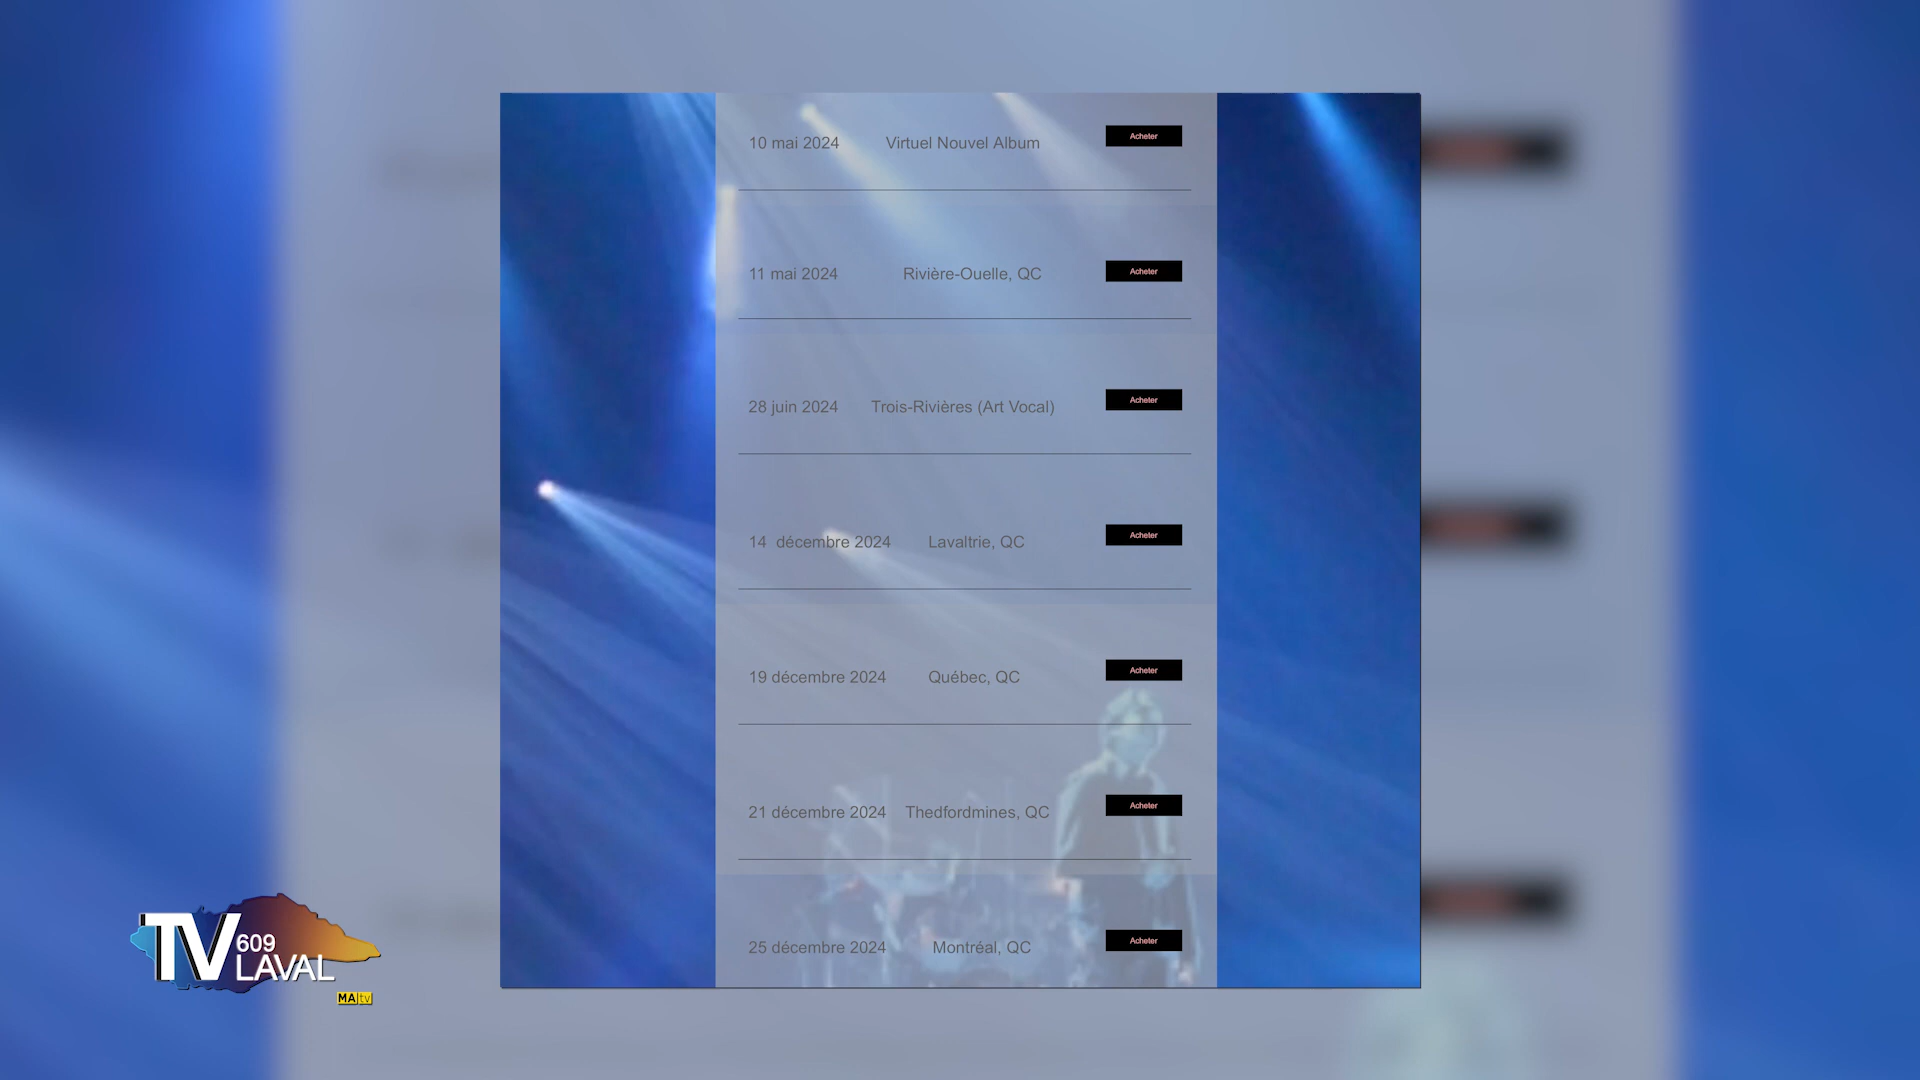 10 mai 2024 Virtuel Nouvel Album Acheter
11 mai 2024 Rivière-Ouelle, QC Acheter
28 juin 2024 Trois-Rivières (Art Vocal) Acheter
14 décembre 2024 Lavaltrie, QC Acheter
19 décembre 2024 Québec, QC Acheter
21 décembre 2024 Thedfordmines, QC Acheter
25 décembre 2024 Montréal, QC Acheter
TV 609
LAVAL
MAtv